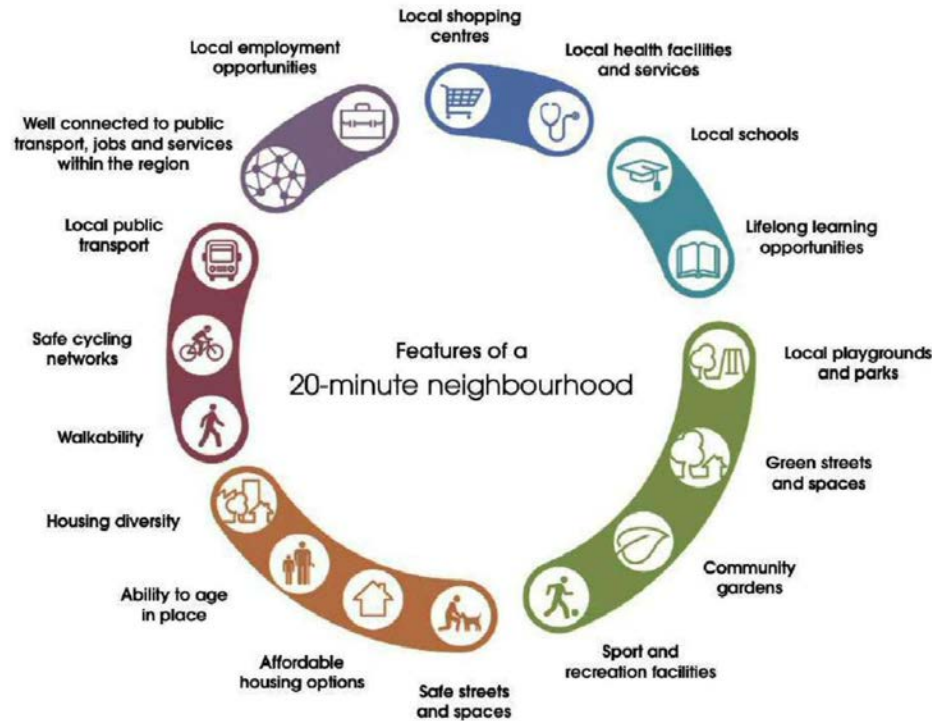 Local shopping
centres
Local health facilities
and services
Local schools
Lifelong learning
opportunities
Local playgrounds
and parks
Green streets
and spaces
Community
gardens
Sport and
recreation facilities
Safe streets
and spaces
Affordable
housing options
Ability to age
in place
Housing diversity
Walkability
Safe cycling
networks
Local public
transport
Well connected to public
transport, jobs and services
within the region
Local employment
opportunities
Features of a
20-minute neighbourhood